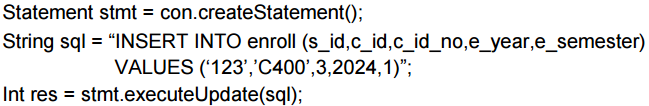 Statement stmt = con.createStatement();
String sql = “INSERT INTO enroll (s_id,c_id,c_id_no,e_year,e_semester)
VALUES (‘123’,’C400’,3,2024,1)”;
Int res = stmt.executeUpdate(sql);